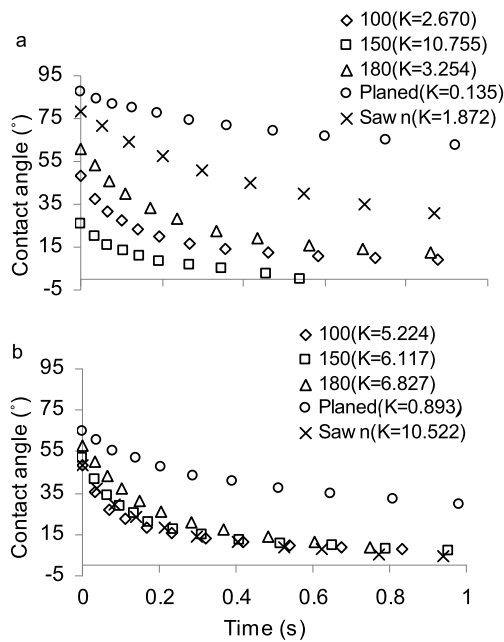 a
100(K=2.670)
150(K=10.755)
180(K=3.254)
Planed(K=0.135)
Sawn(K=1.872)
95
75
55
35
15
-5
Contact angle (°)
b
100(K=5.224)
150(K=6.117)
180(K=6.827)
Planed(K=0.893)
Sawn(K=10.522)
95
75
55
35
15
-5
Contact angle (°)
0
0.2
0.4
0.6
0.8
1
Time (s)